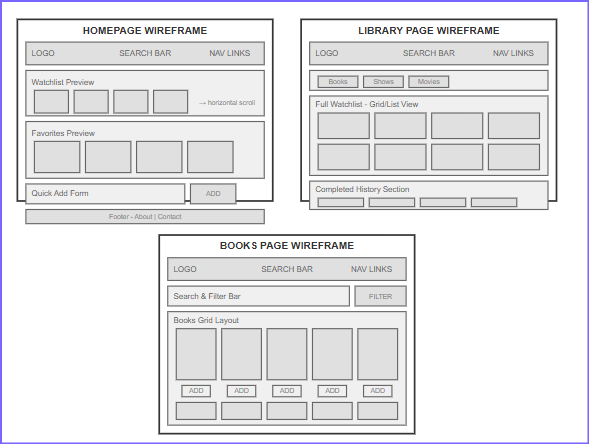 HOMEPAGE WIREFRAME
LOGO SEARCH BAR NAV LINKS
Watchlist Preview
→ horizontal scroll
Favorites Preview
Quick Add Form ADD
Footer - About | Contact
LIBRARY PAGE WIREFRAME
LOGO SEARCH BAR NAV LINKS
Books Shows Movies
Full Watchlist - Grid/List View
Completed History Section
BOOKS PAGE WIREFRAME
LOGO SEARCH BAR NAV LINKS
Search & Filter Bar FILTER
Books Grid Layout
ADD ADD ADD ADD ADD